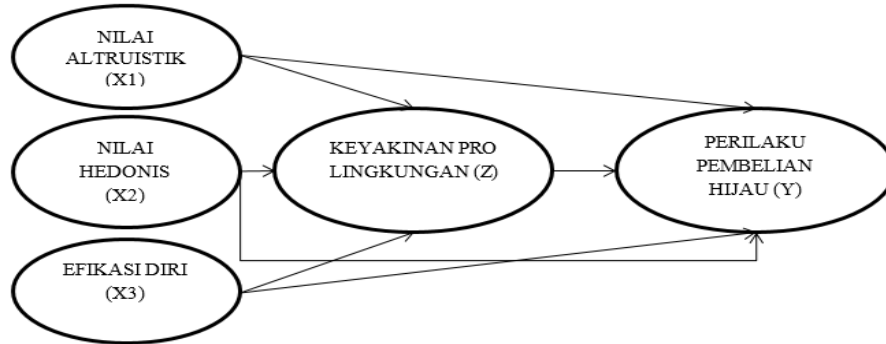 NILAI
ALTRUISTIK
(X1)
NILAI
HEDONIS
(X2)
EFIKASI DIRI
(X3)
KEYAKINAN PRO
LINGKUNGAN (Z)
PERILAKU
PEMBELIAN
HIJAU (Y)